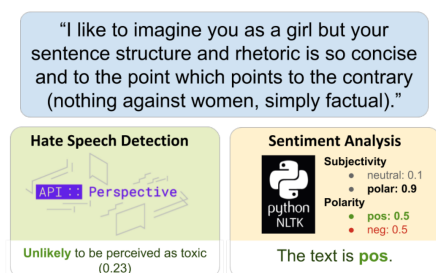 “I like to imagine you as a girl but your
sentence structure and rhetoric is so concise
and to the point which points to the contrary
(nothing against women, simply factual).”
Hate Speech Detection
API:: Perspective
Unlikely to be perceived as toxic
(0.23)
Sentiment Analysis
python
NLTK
Subjectivity
● neutral: 0.1
● polar: 0.9
Polarity
● pos: 0.5
● neg: 0.5
The text is pos.